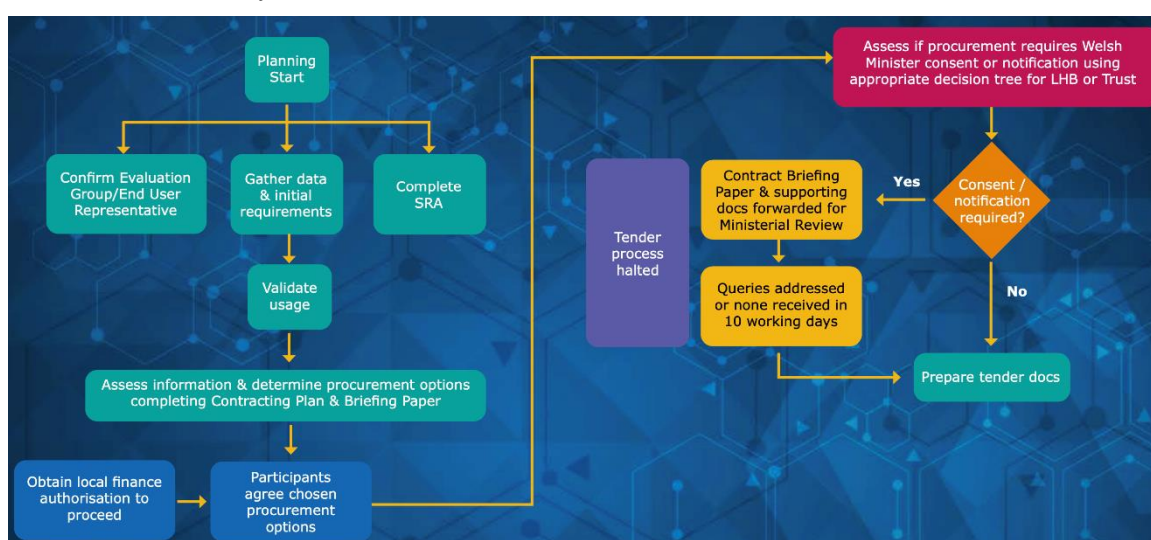 Planning
Start
Confirm Evaluation
Group/End User
Representative
Gather data
& initial
requirements
Complete
SRA
Validate
usage
Assess information & determine procurement options
completing Contracting Plan & Briefing Paper
Obtain local finance
authorisation to
proceed
Participants
agree chosen
procurement
options
Assess if procurement requires Welsh
Minister consent or notification using
appropriate decision tree for LHB or Trust
Consent /
notification
required?
Yes
No
Contract Briefing
Paper & supporting
docs forwarded for
Ministerial Review
Tender
process
halted
Queries addressed
or none received in
10 working days
Prepare tender docs